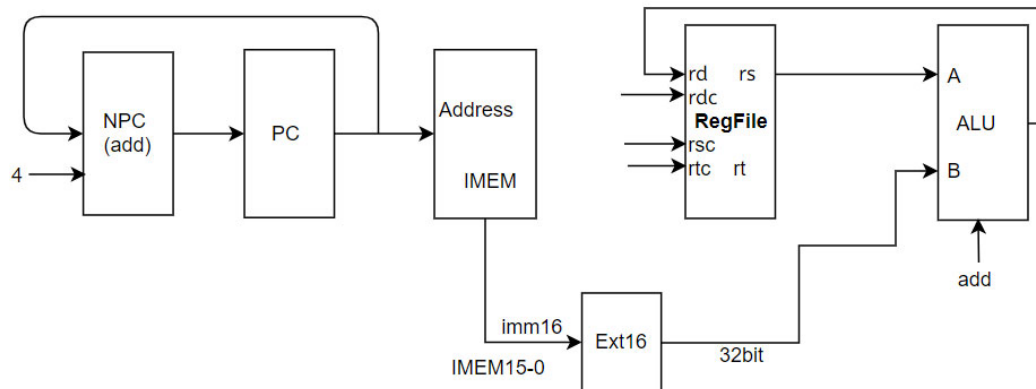 NPC
(add)
4
PC
Address
IMEM
imm16
IMEM15-0
Ext16
32bit
rd rs
rdc
RegFile
rsc
rtc rt
A
ALU
B
add